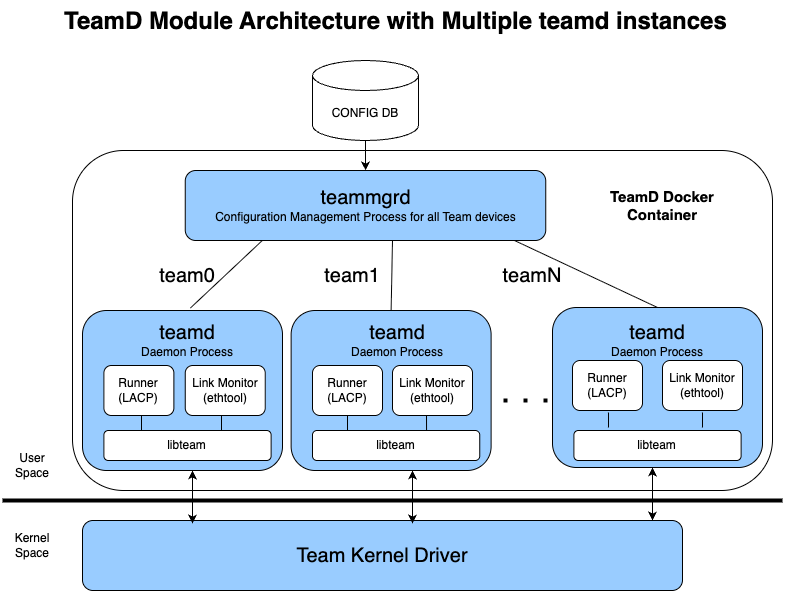 TeamD Module Architecture with Multiple teamd instances
CONFIG DB
teammgrd
Configuration Management Process for all Team devices
TeamD Docker
Container
team0
team1
teamN
teamd
Daemon Process
Runner
(LACP)
Link Monitor
(ethtool)
libteam
teamd
Daemon Process
Runner
(LACP)
Link Monitor
(ethtool)
libteam
. . .
teamd
Daemon Process
Runner
(LACP)
Link Monitor
(ethtool)
libteam
User
Space
Kernel
Space
Team Kernel Driver